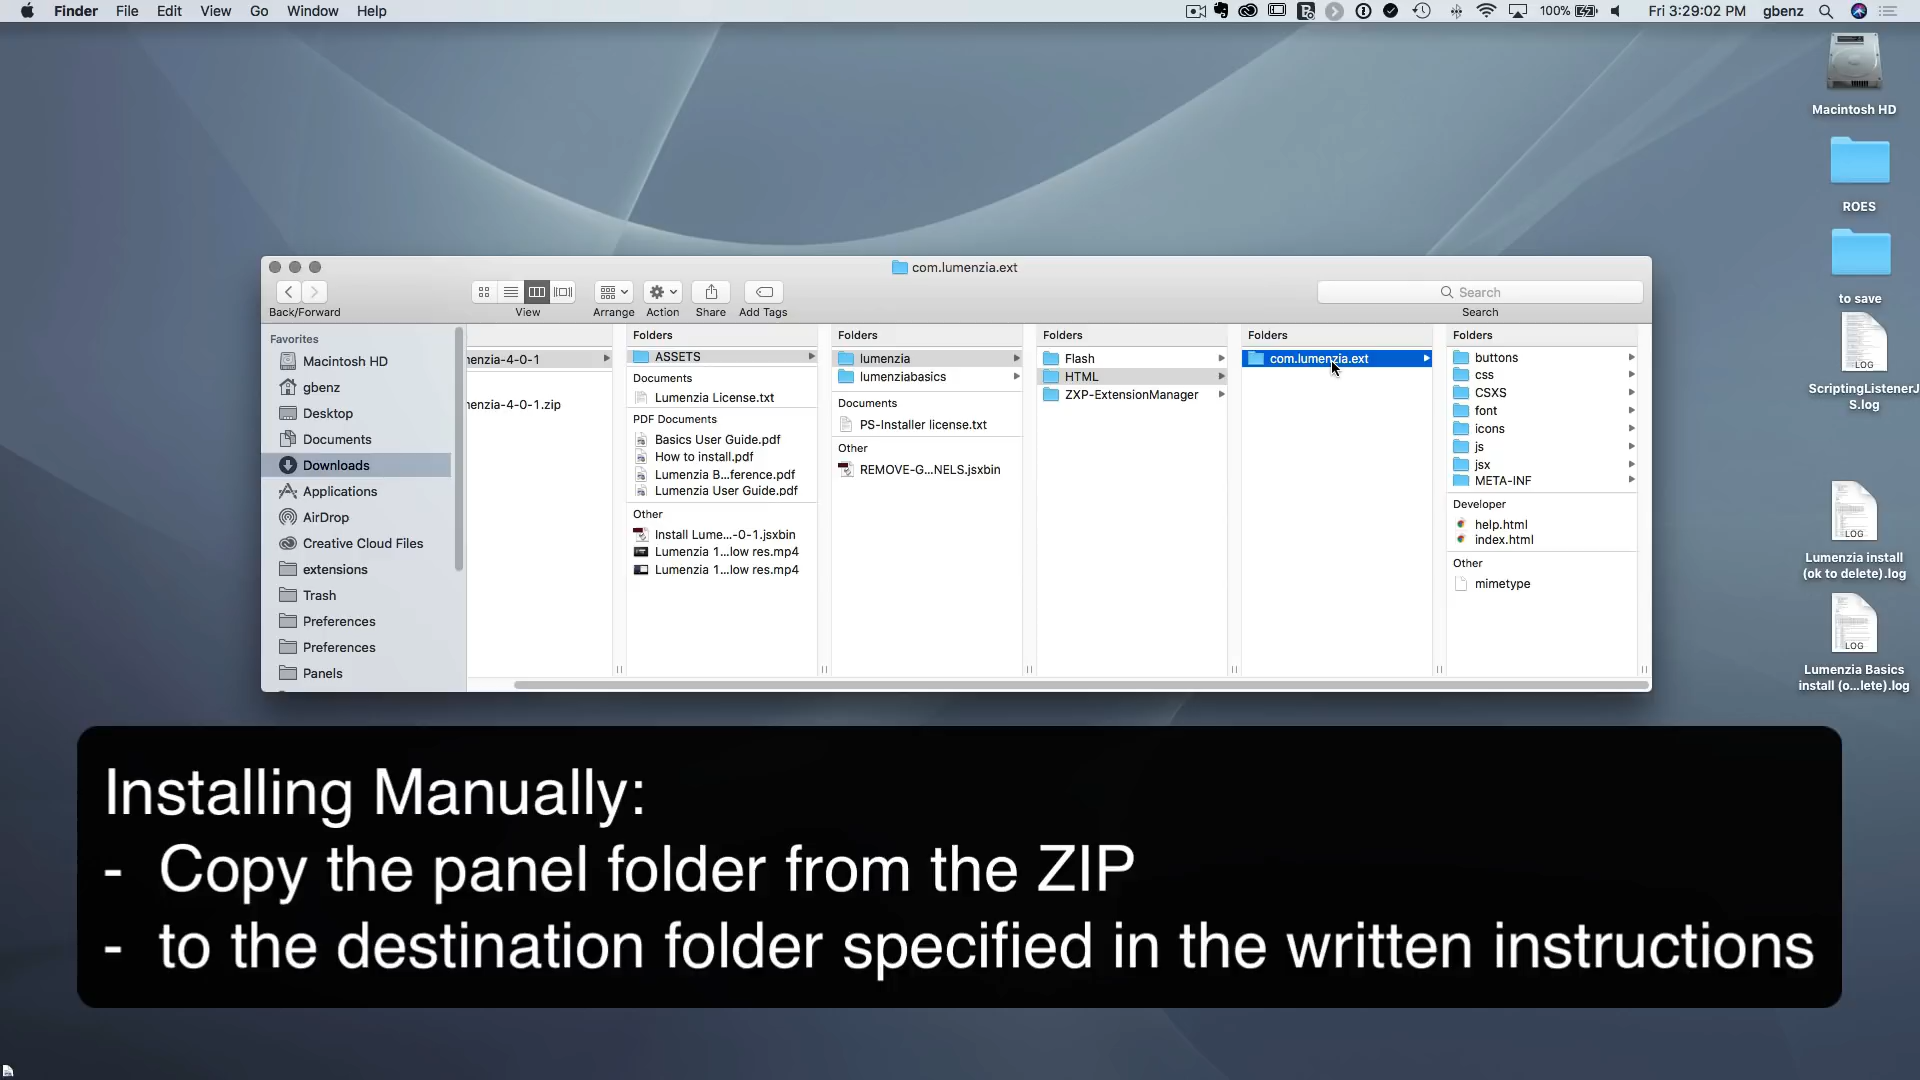 Finder File Edit View Go Window Help
100% Fri 3:29:02 PM gbenz
Macintosh HD
ROES
to save
LOG
ScriptingListenerJ
S.log
LOG
Lumenzia install
(ok to delete).log
LOG
Lumenzia Basics
install (o...lete).log
com.lumenzia.ext
Search
Back/Forward View Arrange Action Share Add Tags Search
Favorites
Macintosh HD
gbenz
Desktop
Documents
Downloads
Applications
AirDrop
Creative Cloud Files
extensions
Trash
Preferences
Preferences
Panels
nenzia-4-0-1
nenzia-4-0-1.zip
Folders
ASSETS
Documents
Lumenzia License.txt
PDF Documents
Basics User Guide.pdf
How to install.pdf
Lumenzia B...ference.pdf
Lumenzia User Guide.pdf
Other
Install Lume...-0-1.jsxbin
Lumenzia 1...low res.mp4
Lumenzia 1...low res.mp4
Folders
lumenzia
lumenziabasics
Documents
PS-Installer license.txt
Other
REMOVE-G...NELS.jsxbin
Folders
Flash
HTML
ZXP-ExtensionManager
Folders
com.lumenzia.ext
Folders
buttons
css
CSXS
font
icons
js
jsx
META-INF
Developer
help.html
index.html
Other
mimetype
Installing Manually:
- Copy the panel folder from the ZIP
- to the destination folder specified in the written instructions